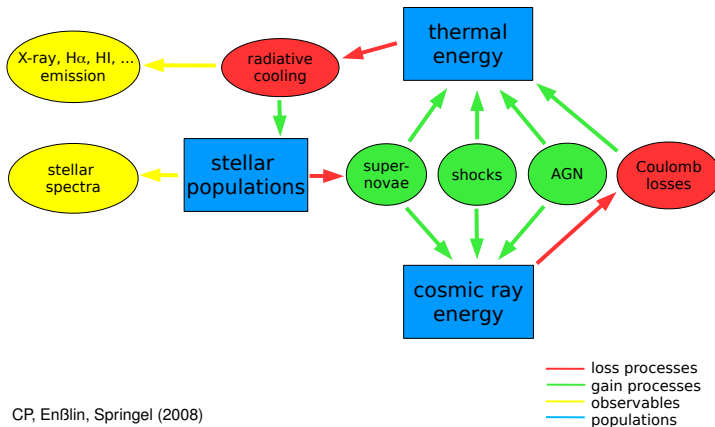 thermal
energy
X-ray, Hα, HI, ...
emission
radiative
cooling
stellar
spectra
stellar
populations
super-
novae
shocks
AGN
Coulomb
losses
cosmic ray
energy
loss processes
gain processes
observables
populations
CP, Enßlin, Springel (2008)